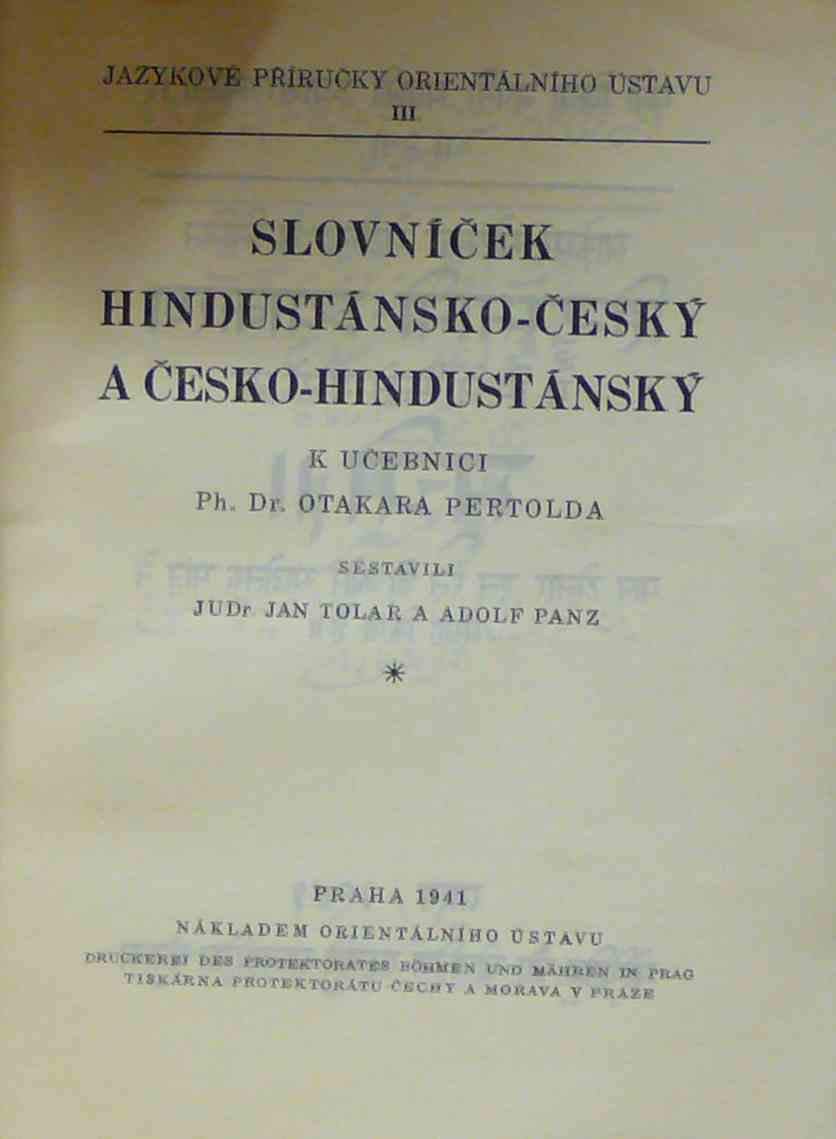 JAZYKOVÉ PŘÍRUČKY ORIENTÁLNÍHO ÚSTAVU
III
SLOVNÍČEK
HINDUSTÁNSKO-ČESKÝ
A ČESKO-HINDUSTÁNSKÝ
K UČEBNICI
Ph. Dr. OTAKARA PERTOLDA
SESTAVILI
JUDr JAN TOLAR A ADOLF PANZ
*
PRAHA 1941
NÁKLADEM ORIENTÁLNÍHO ÚSTAVU
DRUCKEREI DES PROTEKTORATES BÖHMEN UND MÄHREN IN PRAG
TISKÁRNA PROTEKTORÁTU ČECHY A MORAVA V PRAZE